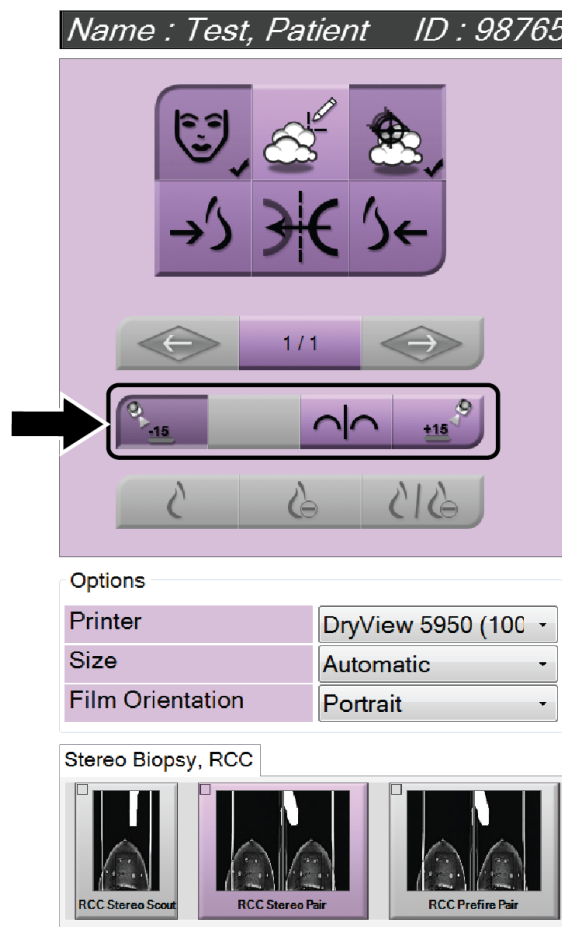 Name : Test, Patient ID : 98765
1 / 1
-15 +15
Options
Printer DryView 5950 (100
Size Automatic
Film Orientation Portrait
Stereo Biopsy, RCC
RCC Stereo Scout RCC Stereo Pair RCC Prefire Pair